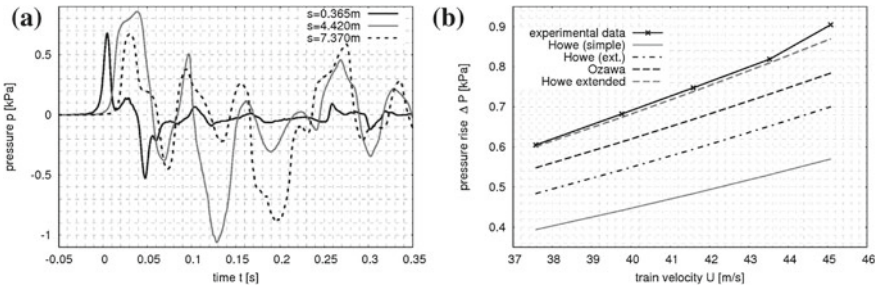 (a)
s=0.365m
s=4.420m
s=7.370m
0.5
0
-0.5
-1
pressure p [kPa]
-0.05 0 0.05 0.1 0.15 0.2 0.25 0.3 0.35
time t [s]
(b)
experimental data
Howe (simple)
Howe (ext.)
Ozawa
Howe extended
0.9
0.8
0.7
0.6
0.5
0.4
pressure rise Δ P [kPa]
37 38 39 40 41 42 43 44 45 46
train velocity U [m/s]